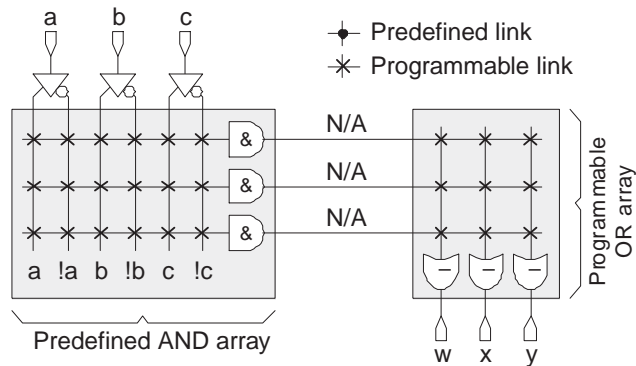 a b c
Predefined link
Programmable link
N/A
&
N/A
&
N/A
&
a !a b !b c !c
Predefined AND array
Programmable
OR array
w x y